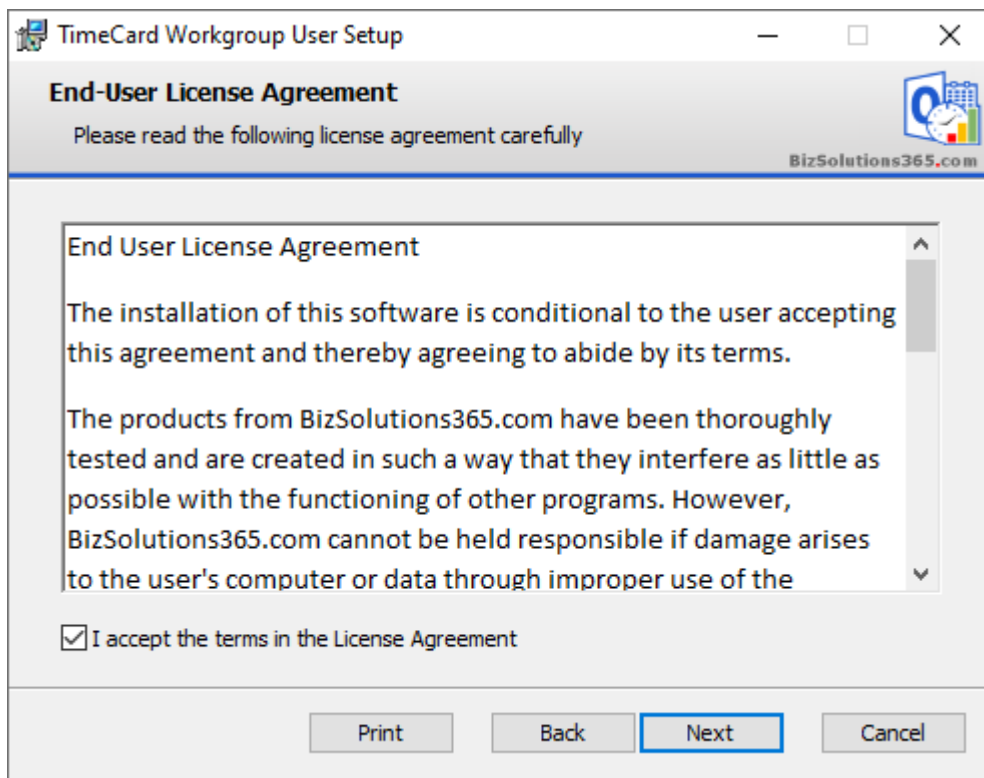 TimeCard Workgroup User Setup
End-User License Agreement
Please read the following license agreement carefully
BizSolutions365.com
End User License Agreement
The installation of this software is conditional to the user accepting
this agreement and thereby agreeing to abide by its terms.
The products from BizSolutions365.com have been thoroughly
tested and are created in such a way that they interfere as little as
possible with the functioning of other programs. However,
BizSolutions365.com cannot be held responsible if damage arises
to the user's computer or data through improper use of the
I accept the terms in the License Agreement
Print Back Next Cancel